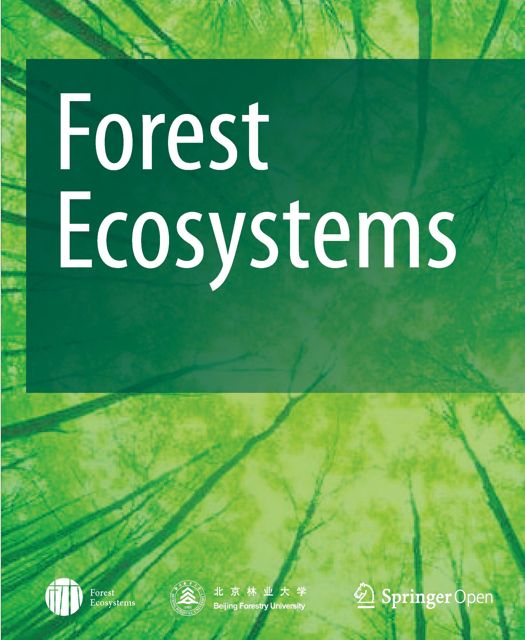 Forest
Ecosystems
Forest
Ecosystems
北京林业大学
Beijing Forestry University
Springer Open